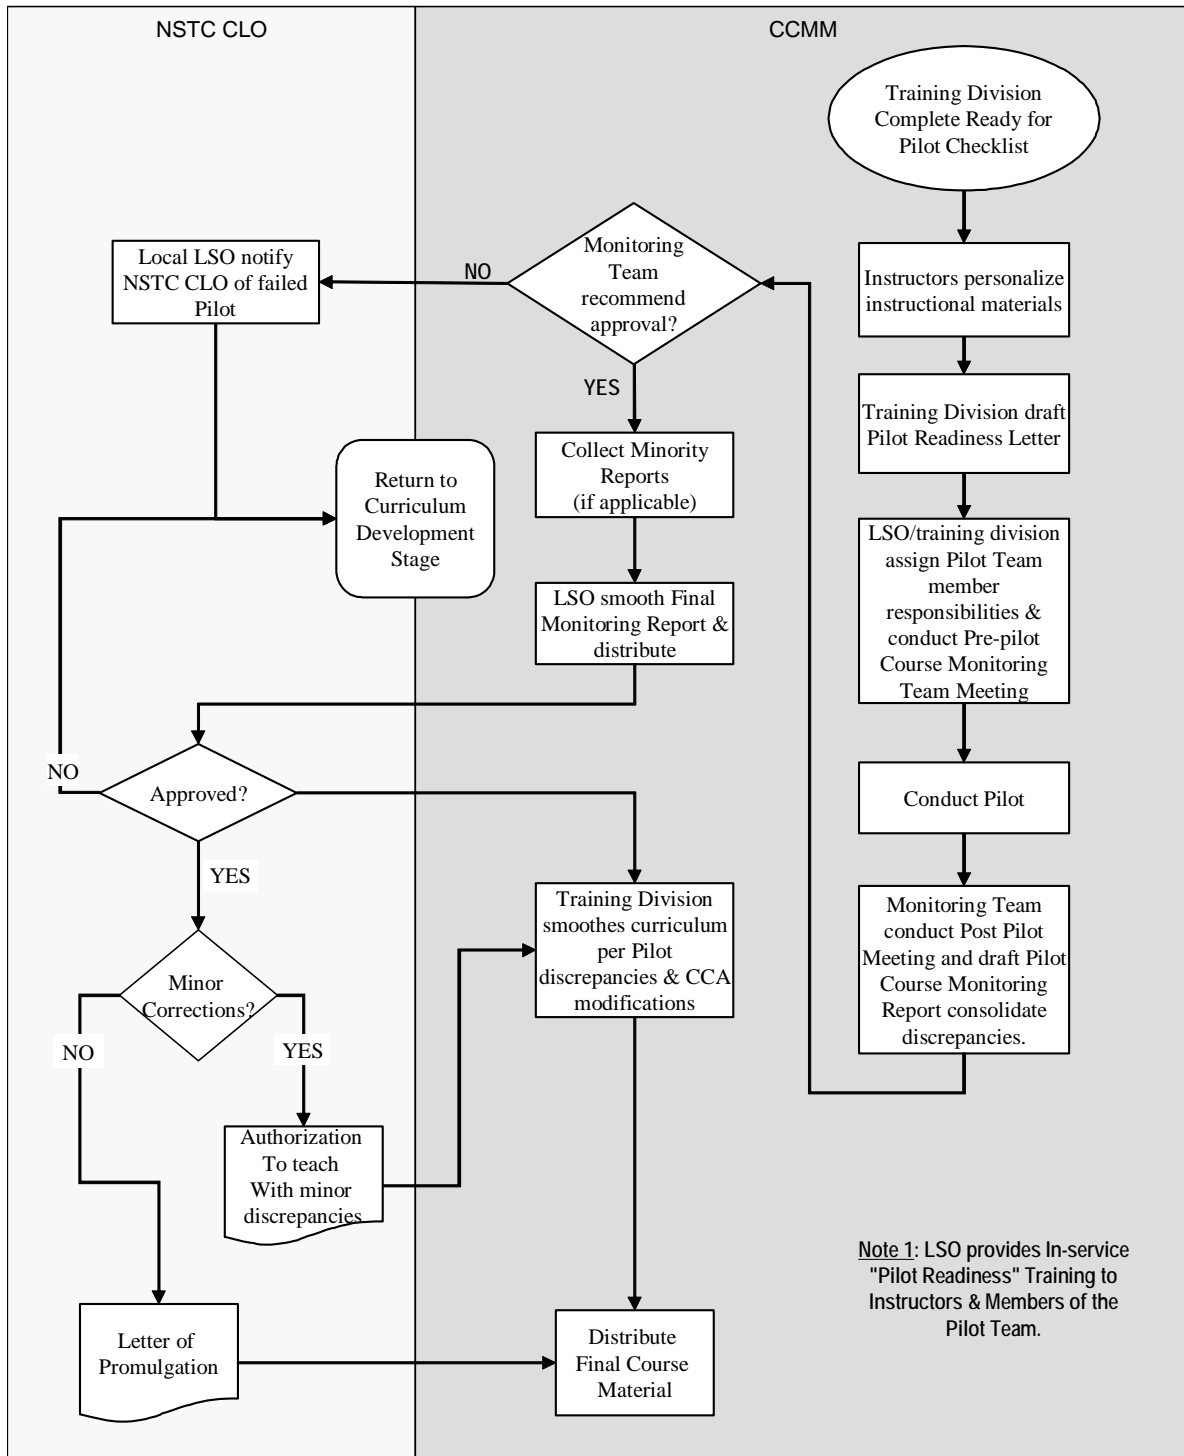 NSTC CLO
CCMM
Training Division
Complete Ready for
Pilot Checklist
Instructors personalize
instructional materials
Training Division draft
Pilot Readiness Letter
LSO/training division
assign Pilot Team
member
responsibilities &
conduct Pre-pilot
Course Monitoring
Team Meeting
Conduct Pilot
Monitoring Team
conduct Post Pilot
Meeting and draft Pilot
Course Monitoring
Report consolidate
discrepancies.
Monitoring
Team
recommend
approval?
NO
Local LSO notify
NSTC CLO of failed
Pilot
Return to
Curriculum
Development
Stage
YES
Collect Minority
Reports
(if applicable)
LSO smooth Final
Monitoring Report &
distribute
Approved?
NO
YES
Training Division
smoothes curriculum
per Pilot
discrepancies & CCA
modifications
Minor
Corrections?
NO
YES
Authorization
To teach
With minor
discrepancies
Letter of
Promulgation
Distribute
Final Course
Material
Note 1: LSO provides In-service
"Pilot Readiness" Training to
Instructors & Members of the
Pilot Team.